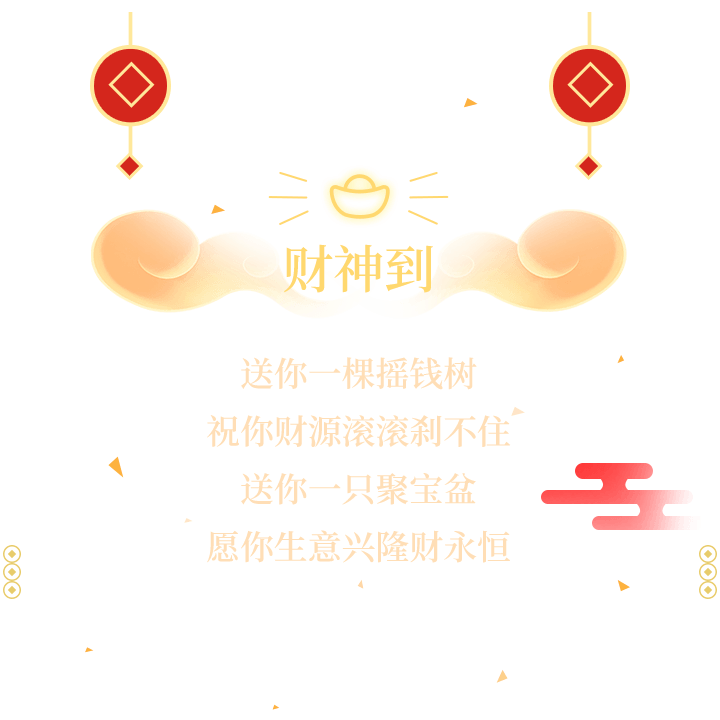 财神到
送你一棵摇钱树
祝你财源滚滚刹不住
送你一只聚宝盆
愿你生意兴隆财永恒